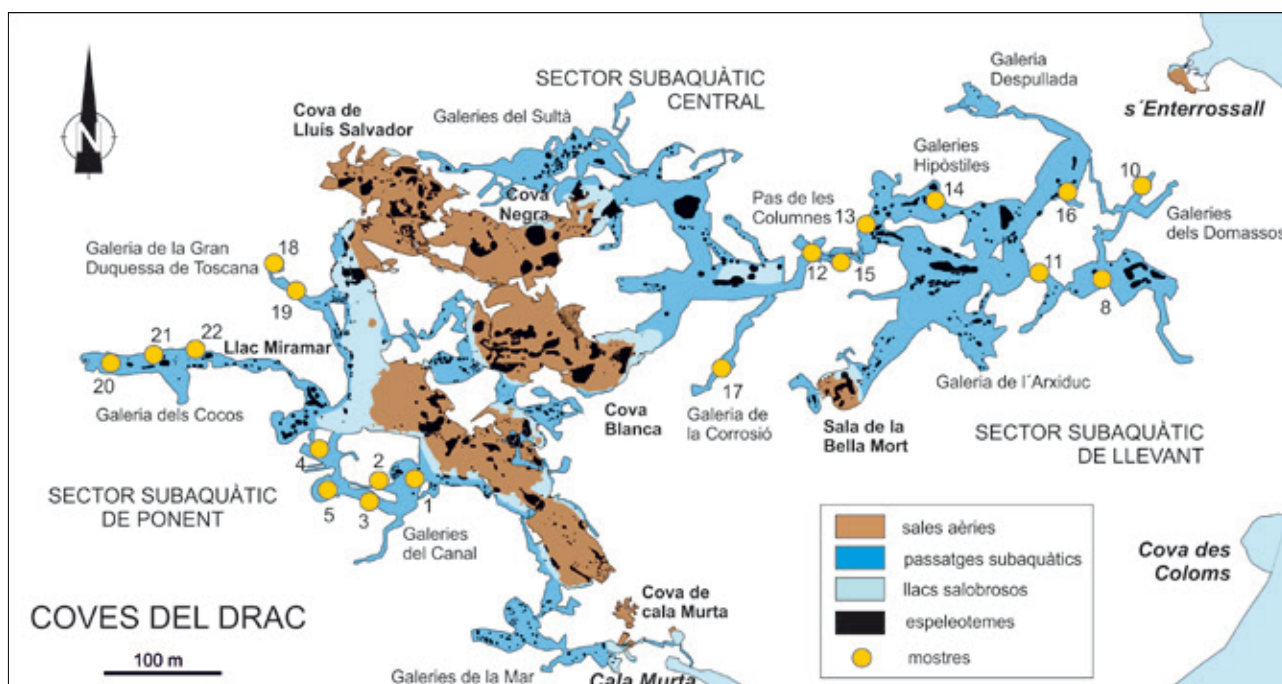 N
SECTOR SUBAQUÀTIC
CENTRAL
Cova de
Lluís Salvador
Galeries del Sultà
Cova
Negra
Galeria
Despullada
s´Enterrossall
Galeries
Hipòstiles
Pas de les
Columnes
Galeries
dels Domassos
10
14
13
16
12
15
11
8
Galeria de la Gran
Duquessa de Toscana
18
19
21
22
Llac Miramar
20
Galeria dels Cocos
17
Galeria de
la Corrosió
Cova
Blanca
Galeria de l´Arxiduc
Sala de la
Bella Mort
SECTOR SUBAQUÀTIC
DE LLEVANT
4
2
5
3
1
SECTOR SUBAQUÀTIC
DE PONENT
Galeries
del Canal
sales aèries
passatges subaquàtics
llacs salobrosos
espeleotemes
mostres
Cova des
Coloms
COVES DEL DRAC
100 m
Cova de
cala Murta
Galeries de la Mar
Cala Murta